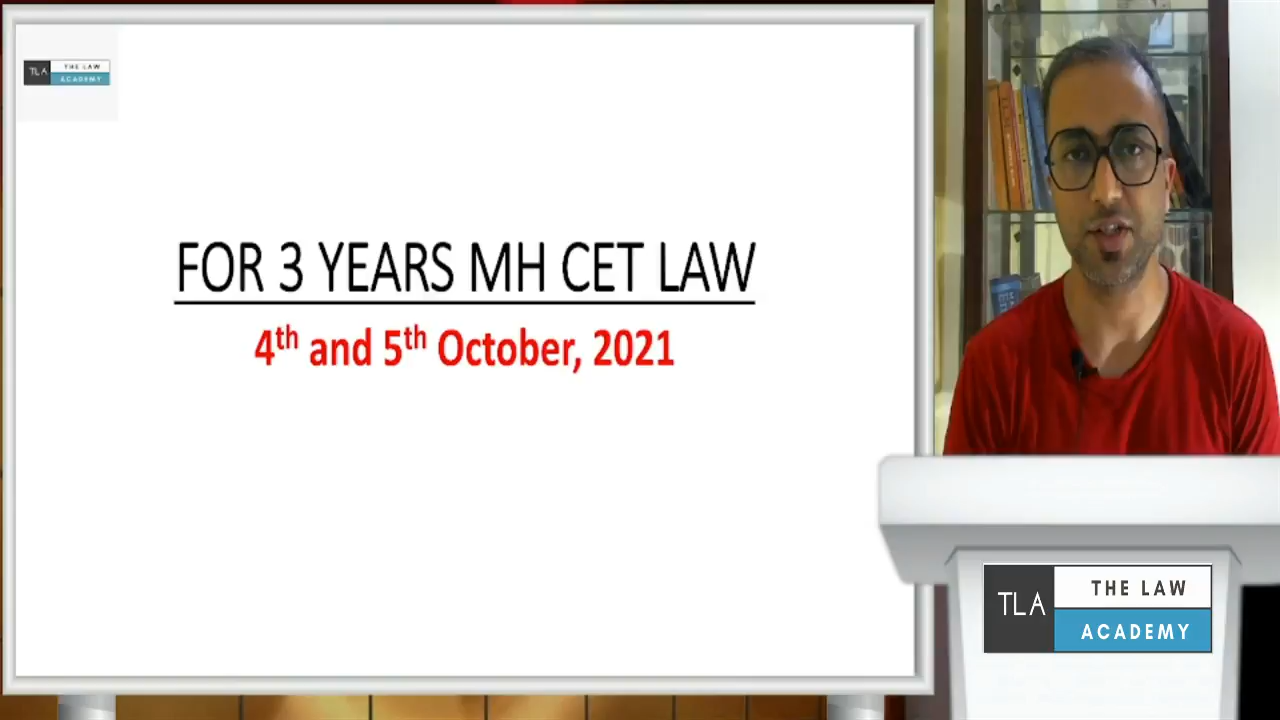 TLA THE LAW
ACADEMY
FOR 3 YEARS MH CET LAW
4th and 5th October, 2021
TLA
THE LAW
ACADEMY